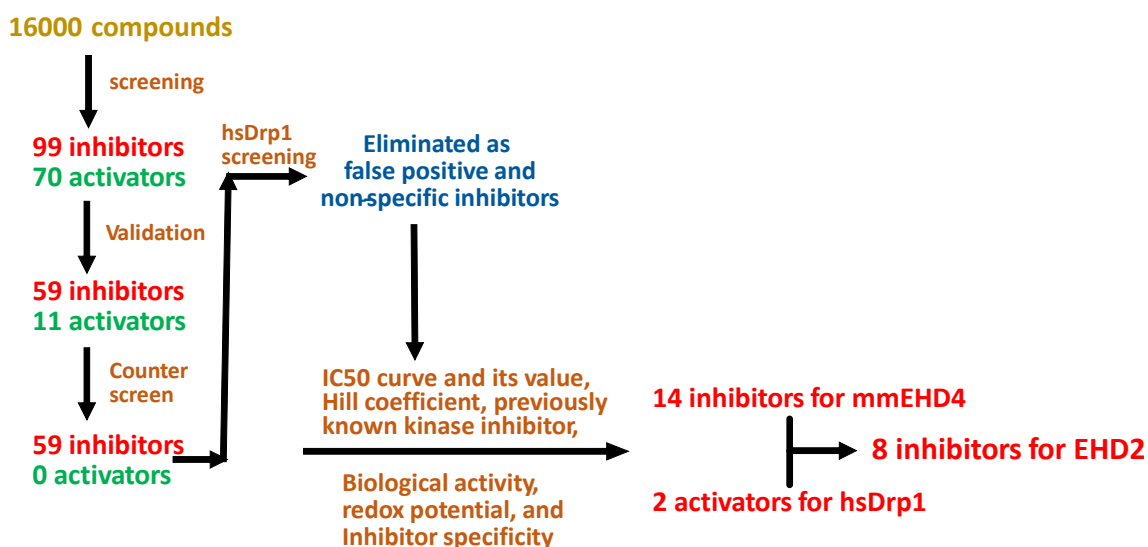 16000 compounds
screening
99 inhibitors
70 activators
Validation
59 inhibitors
11 activators
Counter
screen
59 inhibitors
0 activators
hsDrp1
screening
Eliminated as
false positive and
non-specific inhibitors
IC50 curve and its value,
Hill coefficient, previously
known kinase inhibitor,
Biological activity,
redox potential, and
Inhibitor specificity
14 inhibitors for mmEHD4
2 activators for hsDrp1
8 inhibitors for EHD2